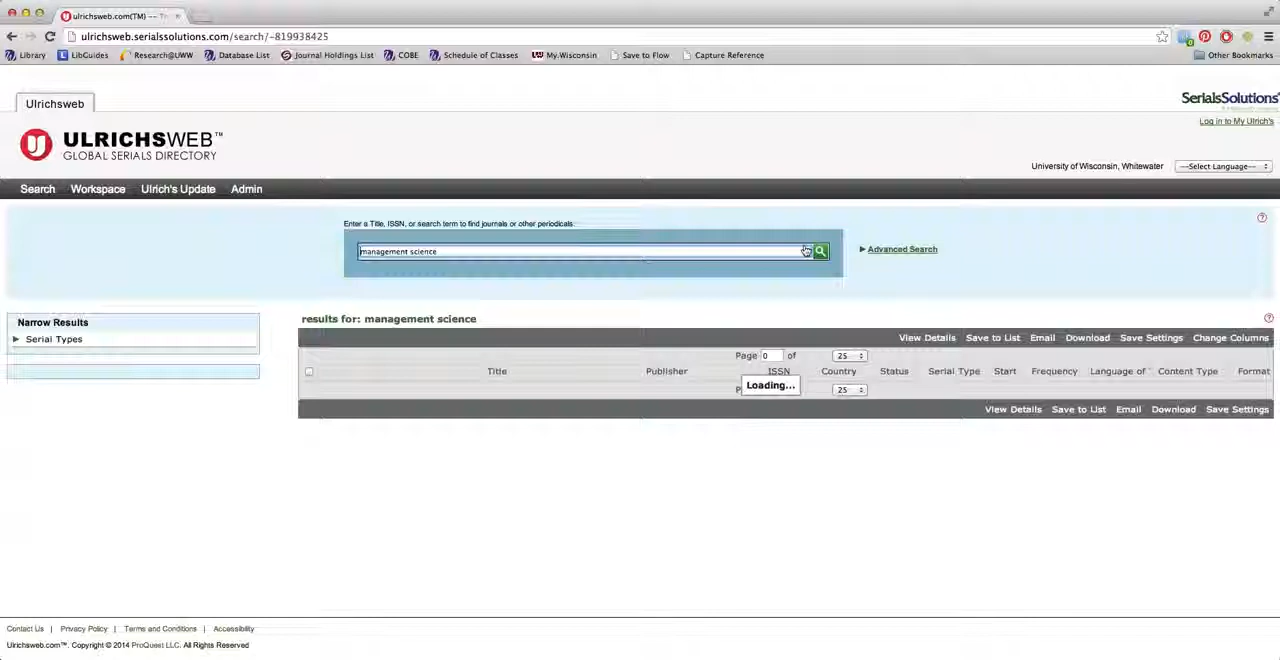 ulrichsweb.com(TM) -- Th
ulrichsweb.serialssolutions.com/search/-819938425
Library LibGuides Research@UWW Database List Journal Holdings List COBE Schedule of Classes My.Wisconsin Save to Flow Capture Reference Other Bookmarks
Ulrichsweb
SerialsSolutions
Log in to My Ulrich's
ULRICHSWEB™
GLOBAL SERIALS DIRECTORY
University of Wisconsin, Whitewater --Select Language--
Search Workspace Ulrich's Update Admin
Enter a Title, ISSN, or search term to find journals or other periodicals.
management science
Advanced Search
Narrow Results
Serial Types
results for: management science
View Details Save to List Email Download Save Settings Change Columns
Page 0 of 25
Title Publisher ISSN Country Status Serial Type Start Frequency Language of Content Type Format
Loading... 25
View Details Save to List Email Download Save Settings
Contact Us | Privacy Policy | Terms and Conditions | Accessibility
Ulrichsweb.com™, Copyright © 2014 ProQuest LLC. All Rights Reserved